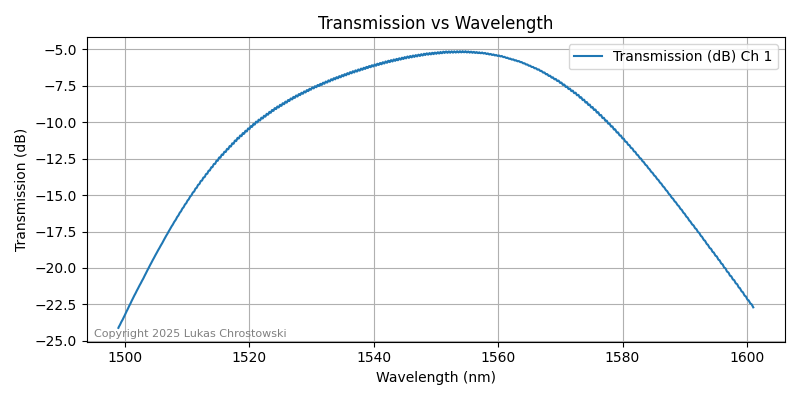 Transmission vs Wavelength
Transmission (dB) Ch 1
Transmission (dB)
−5.0
−7.5
−10.0
−12.5
−15.0
−17.5
−20.0
−22.5
−25.0
Copyright 2025 Lukas Chrostowski
1500 1520 1540 1560 1580 1600
Wavelength (nm)